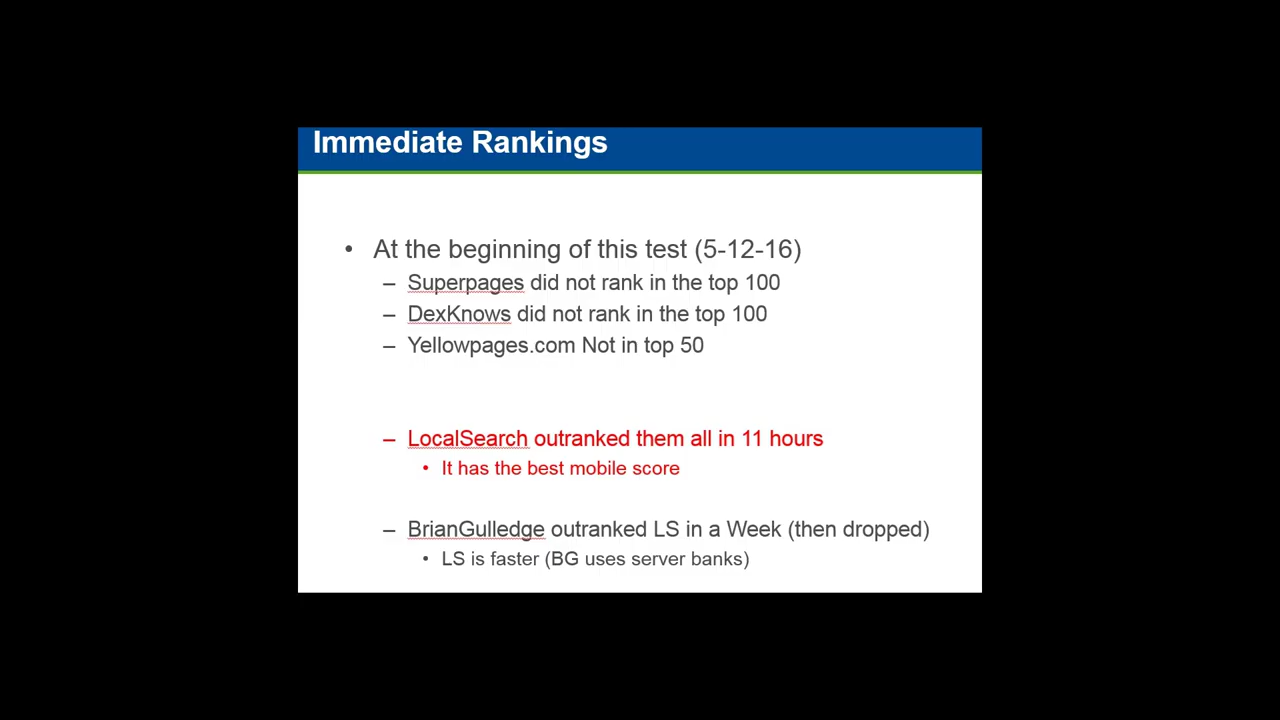 Immediate Rankings
• At the beginning of this test (5-12-16)
– Superpages did not rank in the top 100
– DexKnows did not rank in the top 100
– Yellowpages.com Not in top 50
– LocalSearch outranked them all in 11 hours
• It has the best mobile score
– BrianGulledge outranked LS in a Week (then dropped)
• LS is faster (BG uses server banks)